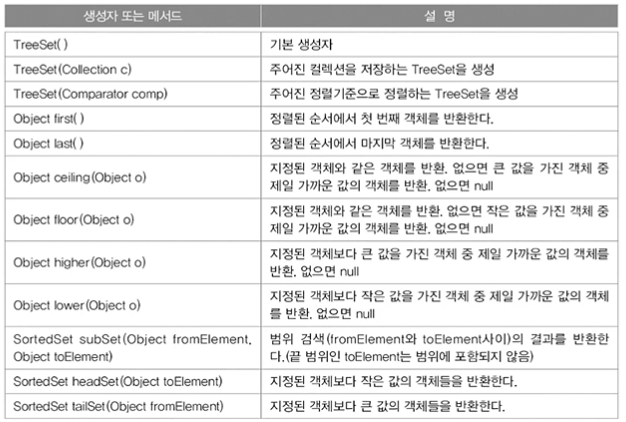 생성자 또는 메서드 설 명
TreeSet( ) 기본 생성자
TreeSet(Collection c) 주어진 컬렉션을 저장하는 TreeSet을 생성
TreeSet(Comparator comp) 주어진 정렬기준으로 정렬하는 TreeSet을 생성
Object first( ) 정렬된 순서에서 첫 번째 객체를 반환한다.
Object last( ) 정렬된 순서에서 마지막 객체를 반환한다.
Object ceiling(Object o) 지정된 객체와 같은 객체를 반환. 없으면 큰 값을 가진 객체 중
제일 가까운 값의 객체를 반환. 없으면 null
Object floor(Object o) 지정된 객체와 같은 객체를 반환. 없으면 작은 값을 가진 객체 중
제일 가까운 값의 객체를 반환. 없으면 null
Object higher(Object o) 지정된 객체보다 큰 값을 가진 객체 중 제일 가까운 값의 객체를
반환. 없으면 null
Object lower(Object o) 지정된 객체보다 작은 값을 가진 객체 중 제일 가까운 값의 객체
를 반환. 없으면 null
SortedSet subSet(Object fromElement, 범위 검색(fromElement와 toElement사이)의 결과를 반환한
Object toElement) 다.(끝 범위인 toElement는 범위에 포함되지 않음)
SortedSet headSet(Object toElement) 지정된 객체보다 작은 값의 객체들을 반환한다.
SortedSet tailSet(Object fromElement) 지정된 객체보다 큰 값의 객체들을 반환한다.